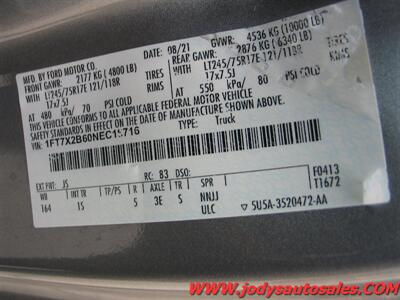 MFD. BY FORD MOTOR CO.
DATE: 08/21 GVWR: 4536 KG (10000 LB)
FRONT GAWR: 2177 KG (4800 LB) REAR GAWR: 2876 KG (6340 LB)
LT245/75R17E 121/118R TIRES LT245/75R17E 121/118R TIRES
17x7.5J RIMS 17x7.5J RIMS
AT 480 kPa/ 70 PSI COLD AT 550 kPa/ 80 PSI COLD
THIS VEHICLE CONFORMS TO ALL APPLICABLE FEDERAL MOTOR VEHICLE
SAFETY STANDARDS IN EFFECT ON THE DATE OF MANUFACTURE SHOWN ABOVE.
VIN: 1FT7X2B60NEC15716
TYPE: Truck
EXT PNT: JS RC: 83 DSO: F0413
WB INT TR TP/PS R AXLE TR SPR T1672
164 1S 5 3E S NNJJ
ULC ▽ 5U5A-3520472-AA
www.jodysautosales.com